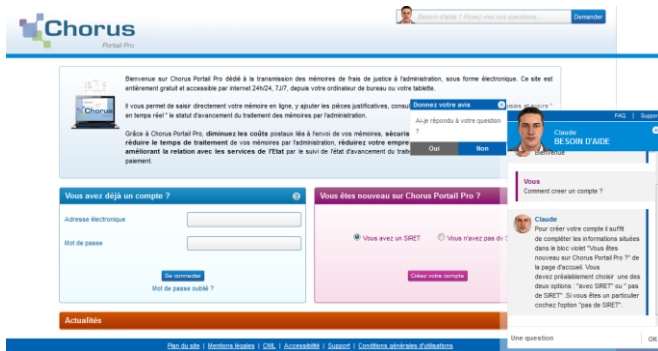 Chorus
Portail Pro
Besoin d'aide ? Posez-moi vos questions...
Demander
Bienvenue sur Chorus Portail Pro dédié à la transmission des mémoires de frais de justice à l'administration, sous forme électronique. Ce site est
entièrement gratuit et accessible par internet 24h/24, 7J/7, depuis votre ordinateur de bureau ou votre tablette.
Il vous permet de saisir directement votre mémoire en ligne, y ajouter les pièces justificatives,
et suivre "
en temps réel" le statut d'avancement des mémoires par l'administration.
Grâce à Chorus Portail Pro, diminuez les coûts postaux liés à l'envoi de vos mémoires,
réduire le temps de traitement de vos mémoires par l'administration, réduirez votre
améliorant la relation avec les services de l'Etat par le suivi de l'état d'avancement du
paiement.
Donnez votre avis
Ai-je répondu à votre question
?
Oui
Non
FAQ | Suppor
Claude
BESOIN D'AIDE
Bienvenue
Vous
Comment creer un compte ?
Claude
Pour créer votre compte il suffit
de compléter les informations situées
dans le bloc violet "Vous êtes
nouveau sur Chorus Portail Pro ?" de
la page d'accueil. Vous
devez préalablement choisir une des
deux options : "avec SIRET" ou " pas
de SIRET" .Si vous êtes un particulier
cochez l'option "pas de SIRET".
Une question
OK
Vous avez déjà un compte ?
Adresse électronique
Mot de passe
Se connecter
Mot de passe oublié ?
Vous êtes nouveau sur Chorus Portail Pro ?
Vous avez un SIRET
Vous n'avez pas de S
Créez votre compte
Actualités
Plan du site | Mentions légales | CNIL | Accessibilité | Support | Conditions générales d'utilisations